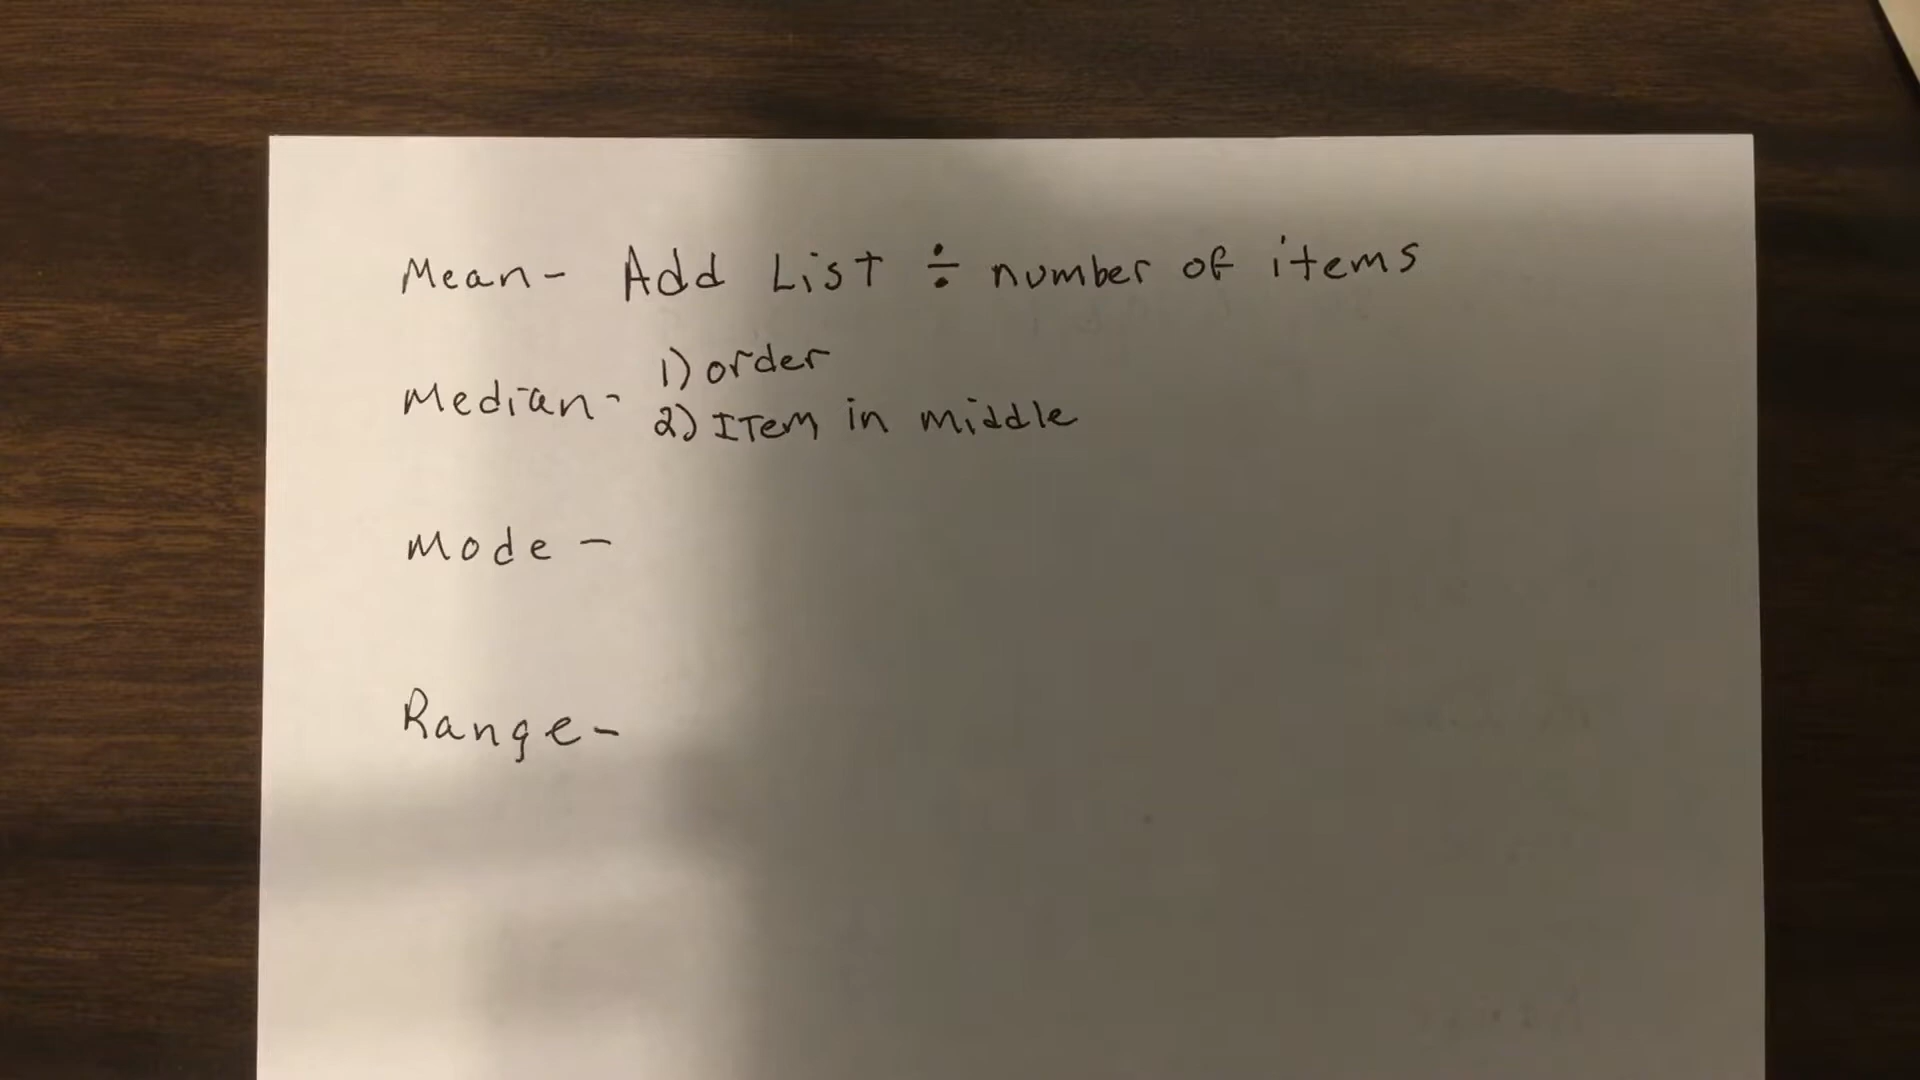 Mean- Add List ÷ number of items
Median- 1) order
2) Item in middle
Mode -
Range-